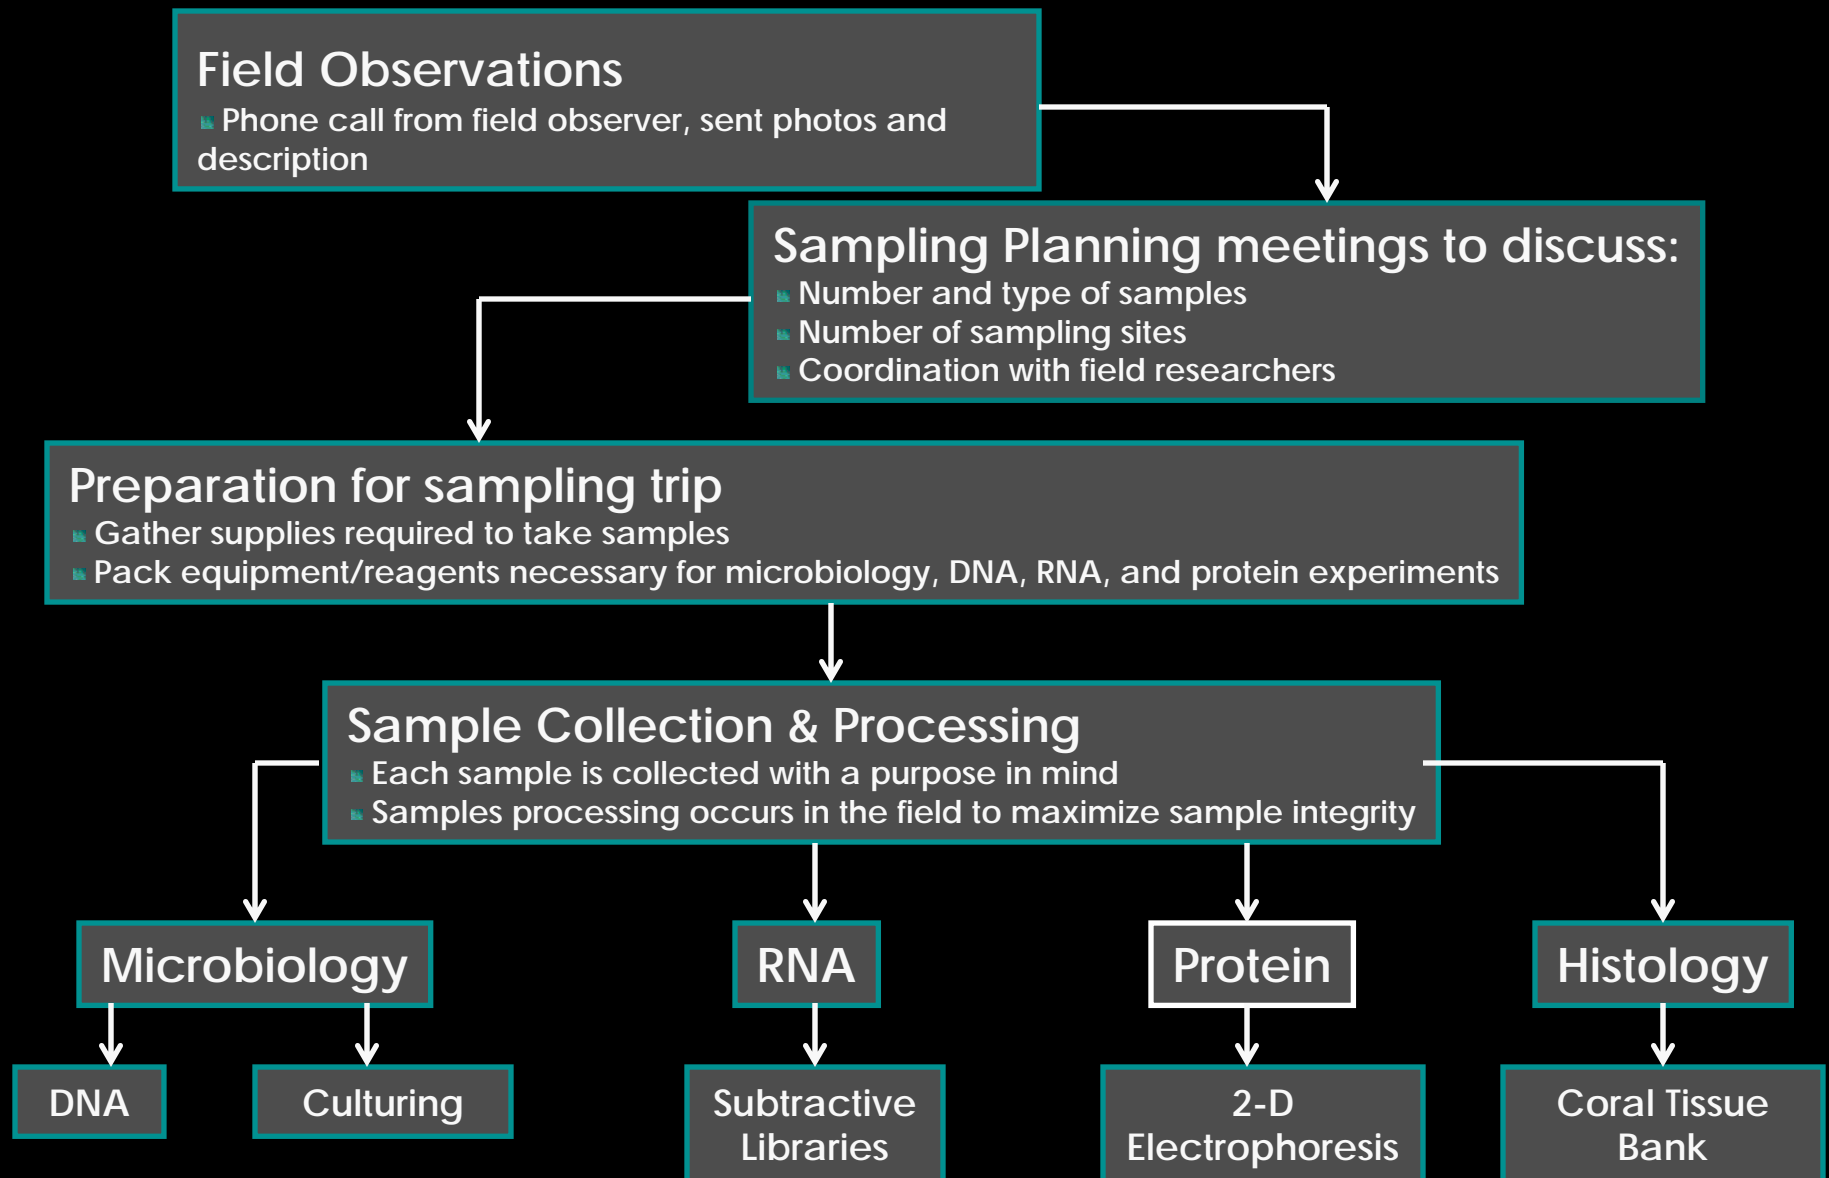 Field Observations
Phone call from field observer, sent photos and
description
Sampling Planning meetings to discuss:
Number and type of samples
Number of sampling sites
Coordination with field researchers
Preparation for sampling trip
Gather supplies required to take samples
Pack equipment/reagents necessary for microbiology, DNA, RNA, and protein experiments
Sample Collection & Processing
Each sample is collected with a purpose in mind
Samples processing occurs in the field to maximize sample integrity
Microbiology
RNA
Protein
Histology
DNA
Culturing
Subtractive
Libraries
2-D
Electrophoresis
Coral Tissue
Bank